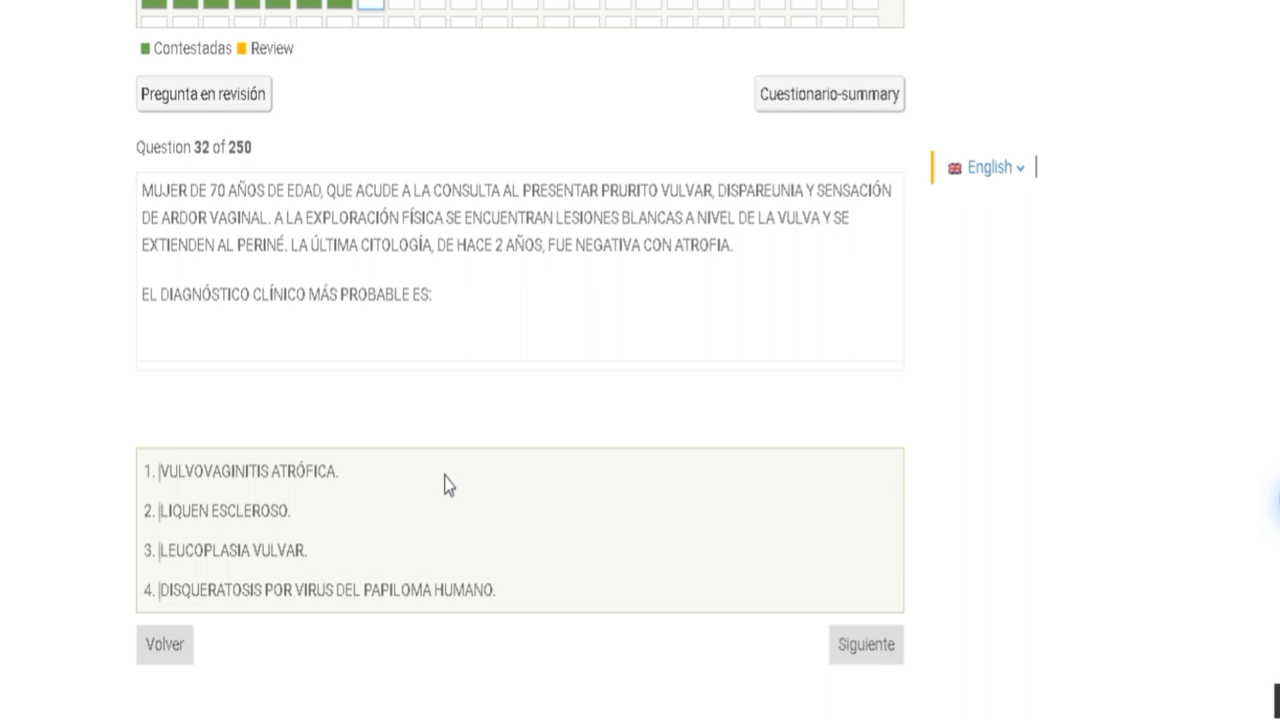 Contestadas Review
Pregunta en revisión Cuestionario-summary
Question 32 of 250
English
MUJER DE 70 AÑOS DE EDAD, QUE ACUDE A LA CONSULTA AL PRESENTAR PRURITO VULVAR, DISPAREUNIA Y SENSACIÓN
DE ARDOR VAGINAL. A LA EXPLORACIÓN FÍSICA SE ENCUENTRAN LESIONES BLANCAS A NIVEL DE LA VULVA Y SE
EXTIENDEN AL PERINÉ. LA ÚLTIMA CITOLOGÍA, DE HACE 2 AÑOS, FUE NEGATIVA CON ATROFIA.
EL DIAGNÓSTICO CLÍNICO MÁS PROBABLE ES:
1. VULVOVAGINITIS ATRÓFICA.
2. LIQUEN ESCLEROSO.
3. LEUCOPLASIA VULVAR.
4. DISQUERATOSIS POR VIRUS DEL PAPILOMA HUMANO.
Volver Siguiente